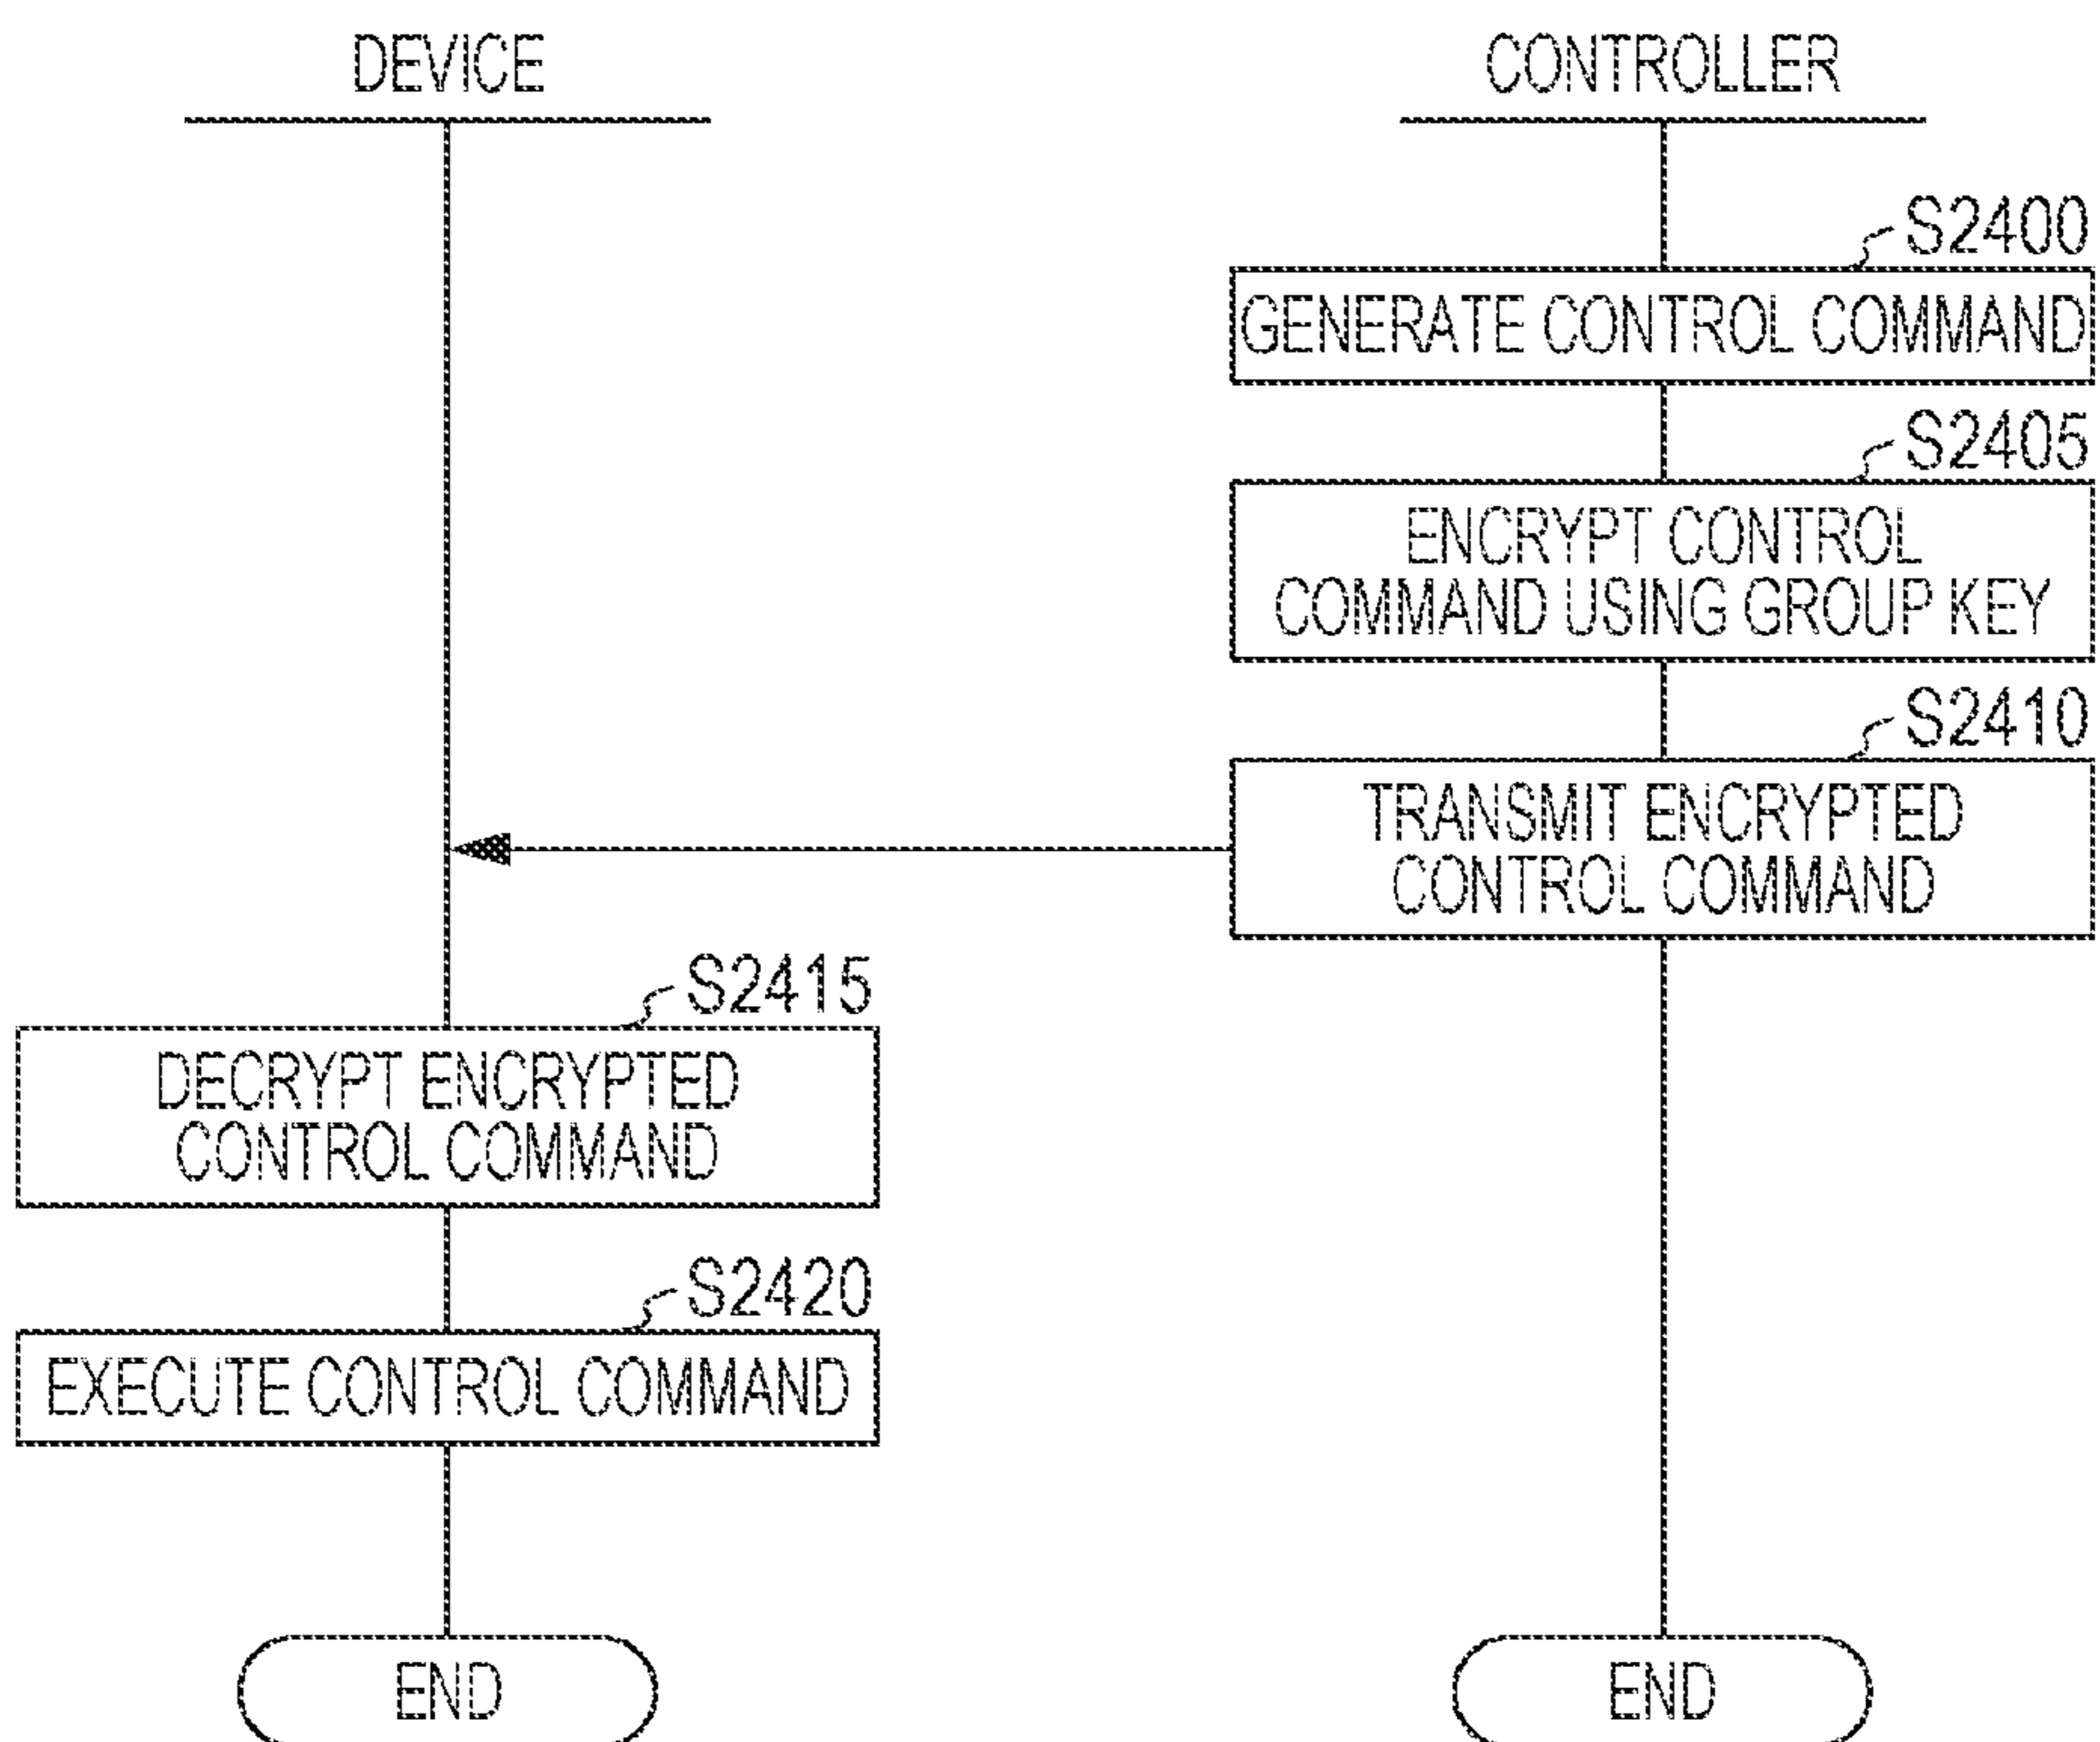 DEVICE
CONTROLLER
S2400
GENERATE CONTROL COMMAND
S2405
ENCRYPT CONTROL
COMMAND USING GROUP KEY
S2410
TRANSMIT ENCRYPTED
CONTROL COMMAND
S2415
DECRYPT ENCRYPTED
CONTROL COMMAND
S2420
EXECUTE CONTROL COMMAND
END
END